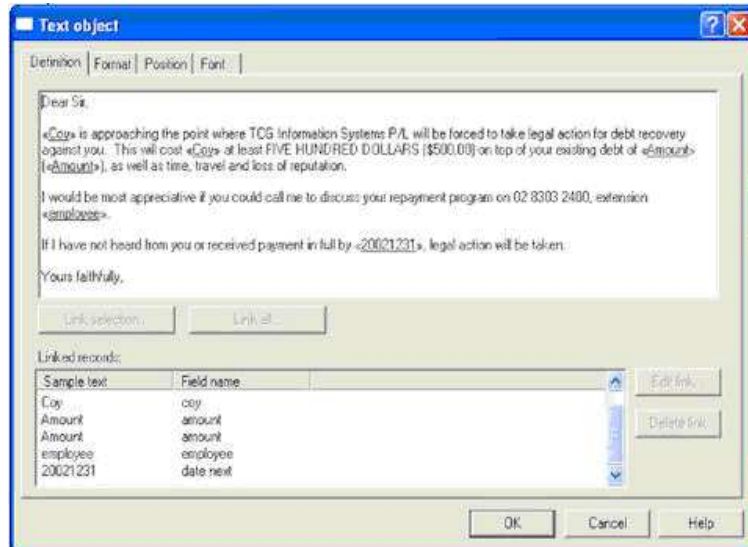 Text object
Definition Format Position Font
Dear Sir,
«Coy» is approaching the point where TCG Information Systems P/L will be forced to take legal action for debt recovery
against you. This will cost «Coy» at least FIVE HUNDRED DOLLARS ($500.00) on top of your existing debt of «Amount»
(«Amount»), as well as time, travel and loss of reputation.
I would be most appreciative if you could call me to discuss your repayment program on 02 8303 2400, extension
«employee».
If I have not heard from you or received payment in full by «20021231», legal action will be taken.
Yours faithfully,
Link selection... Link all...
Linked records:
Sample text Field name
Coy coy
Amount amount
Amount amount
employee employee
20021231 date next
Edit link...
Delete link
OK Cancel Help